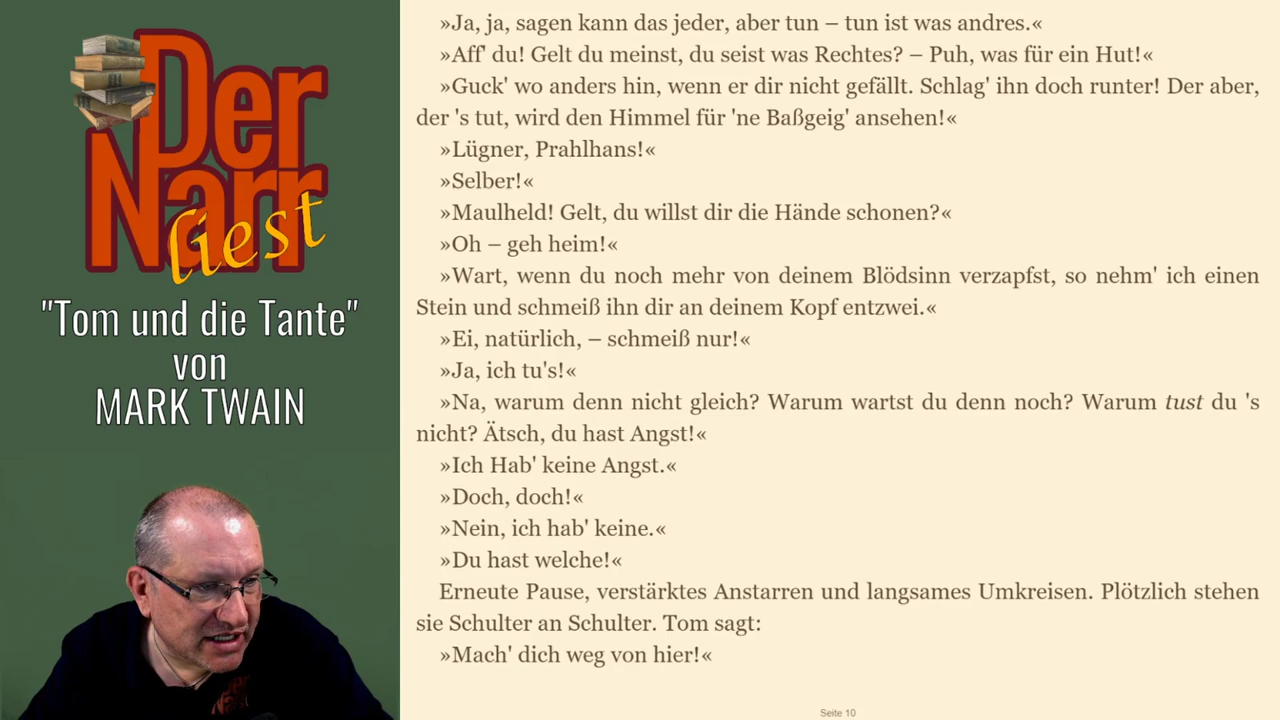 Der
Narr
liest
"Tom und die Tante"
von
MARK TWAIN
»Ja, ja, sagen kann das jeder, aber tun – tun ist was andres.«
»Aff' du! Gelt du meinst, du seist was Rechtes? – Puh, was für ein Hut!«
»Guck' wo anders hin, wenn er dir nicht gefällt. Schlag' ihn doch runter! Der aber,
der 's tut, wird den Himmel für 'ne Baßgeig' ansehen!«
»Lügner, Prahlhans!«
»Selber!«
»Maulheld! Gelt, du willst dir die Hände schonen?«
»Oh – geh heim!«
»Wart, wenn du noch mehr von deinem Blödsinn verzapfst, so nehm' ich einen
Stein und schmeiß ihn dir an deinem Kopf entzwei.«
»Ei, natürlich, – schmeiß nur!«
»Ja, ich tu's!«
»Na, warum denn nicht gleich? Warum wartst du denn noch? Warum tust du 's
nicht? Ätsch, du hast Angst!«
»Ich Hab' keine Angst.«
»Doch, doch!«
»Nein, ich hab' keine.«
»Du hast welche!«
Erneute Pause, verstärktes Anstarren und langsames Umkreisen. Plötzlich stehen
sie Schulter an Schulter. Tom sagt:
»Mach' dich weg von hier!«
Seite 10